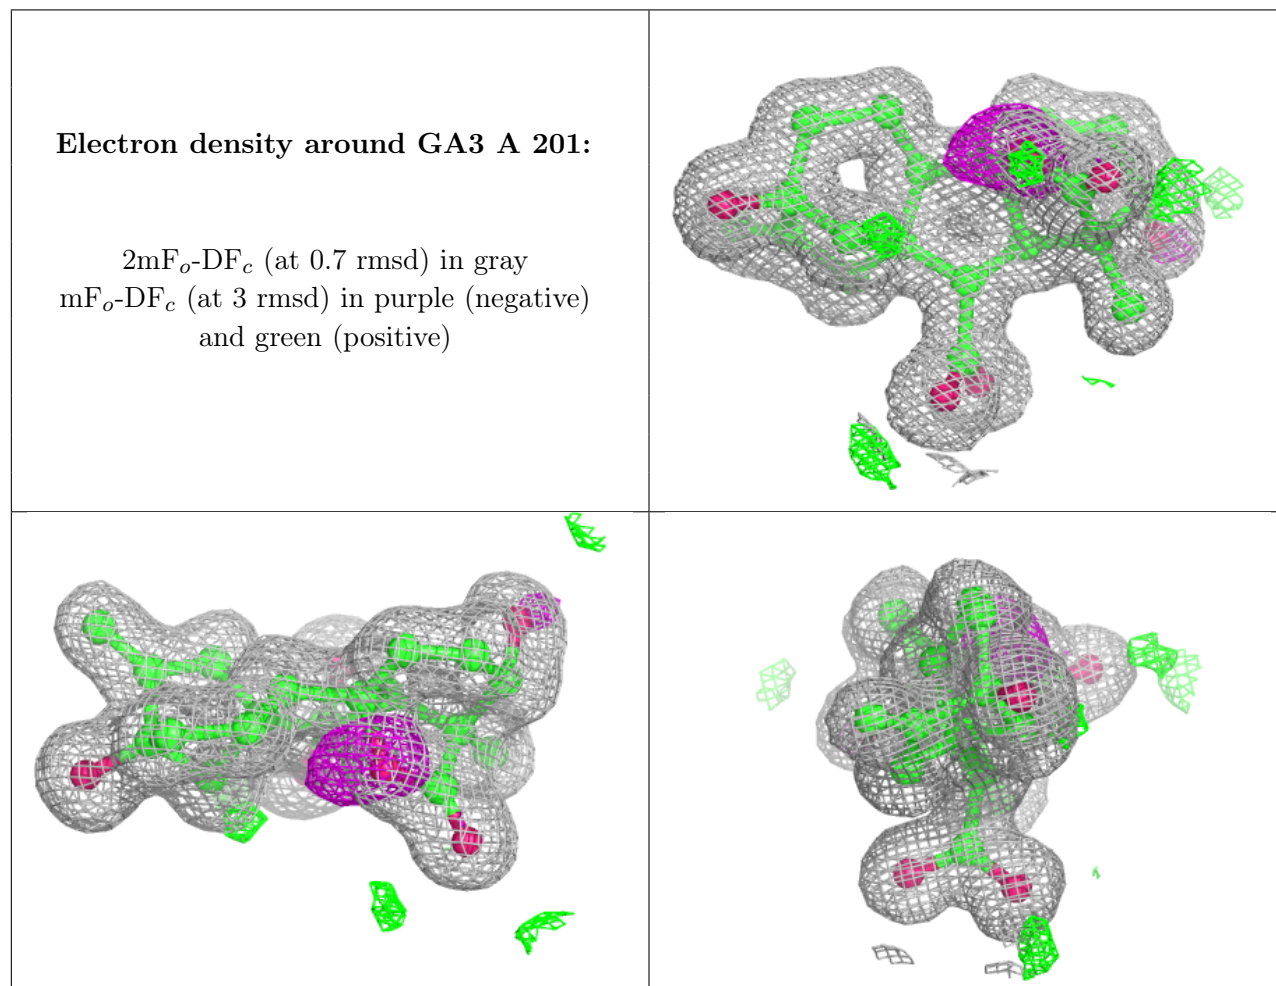 Electron density around GA3 A 201:
2mFo-DFc (at 0.7 rmsd) in gray
mFo-DFc (at 3 rmsd) in purple (negative)
and green (positive)